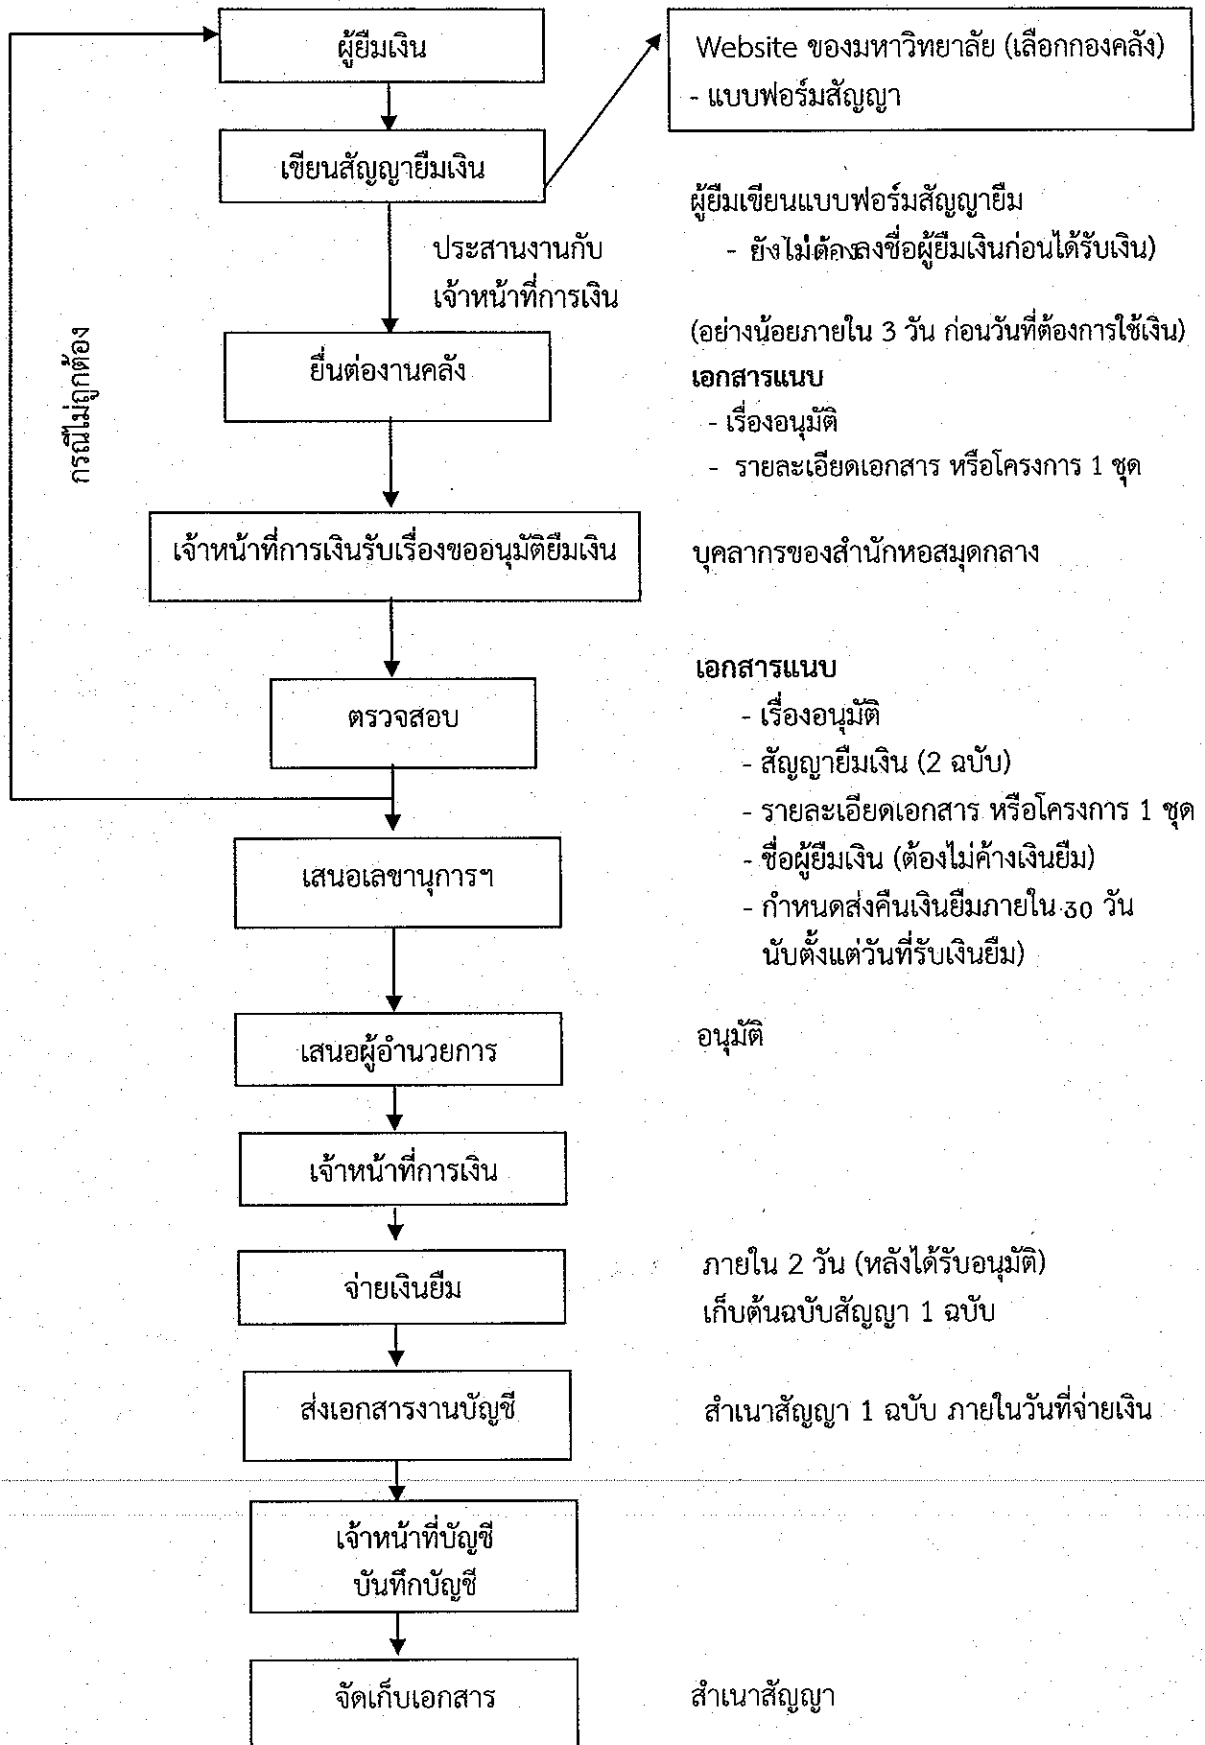 ผู้ยืมเงิน
Website ของมหาวิทยาลัย (เลือกกองคลัง)
- แบบฟอร์มสัญญา
เขียนสัญญายืมเงิน
ผู้ยืมเขียนแบบฟอร์มสัญญายืม
- ยังไม่ต้องลงชื่อผู้ยืมเงินก่อนได้รับเงิน)
ประสานงานกับ
เจ้าหน้าที่การเงิน
(อย่างน้อยภายใน 3 วัน ก่อนวันที่ต้องการใช้เงิน)
ยื่นต่องานคลัง
เอกสารแนบ
- เรื่องอนุมัติ
- รายละเอียดเอกสาร หรือโครงการ 1 ชุด
กรณีไม่ถูกต้อง
เจ้าหน้าที่การเงินรับเรื่องขออนุมัติยืมเงิน
บุคลากรของสำนักหอสมุดกลาง
ตรวจสอบ
เอกสารแนบ
- เรื่องอนุมัติ
- สัญญายืมเงิน (2 ฉบับ)
- รายละเอียดเอกสาร หรือโครงการ 1 ชุด
- ชื่อผู้ยืมเงิน (ต้องไม่ค้างเงินยืม)
- กำหนดส่งคืนเงินยืมภายใน 30 วัน
นับตั้งแต่วันที่รับเงินยืม)
เสนอเลขานุการฯ
เสนอผู้อำนวยการ
อนุมัติ
เจ้าหน้าที่การเงิน
จ่ายเงินยืม
ภายใน 2 วัน (หลังได้รับอนุมัติ)
เก็บต้นฉบับสัญญา 1 ฉบับ
ส่งเอกสารงานบัญชี
สำเนาสัญญา 1 ฉบับ ภายในวันที่จ่ายเงิน
เจ้าหน้าที่บัญชี
บันทึกบัญชี
จัดเก็บเอกสาร
สำเนาสัญญา